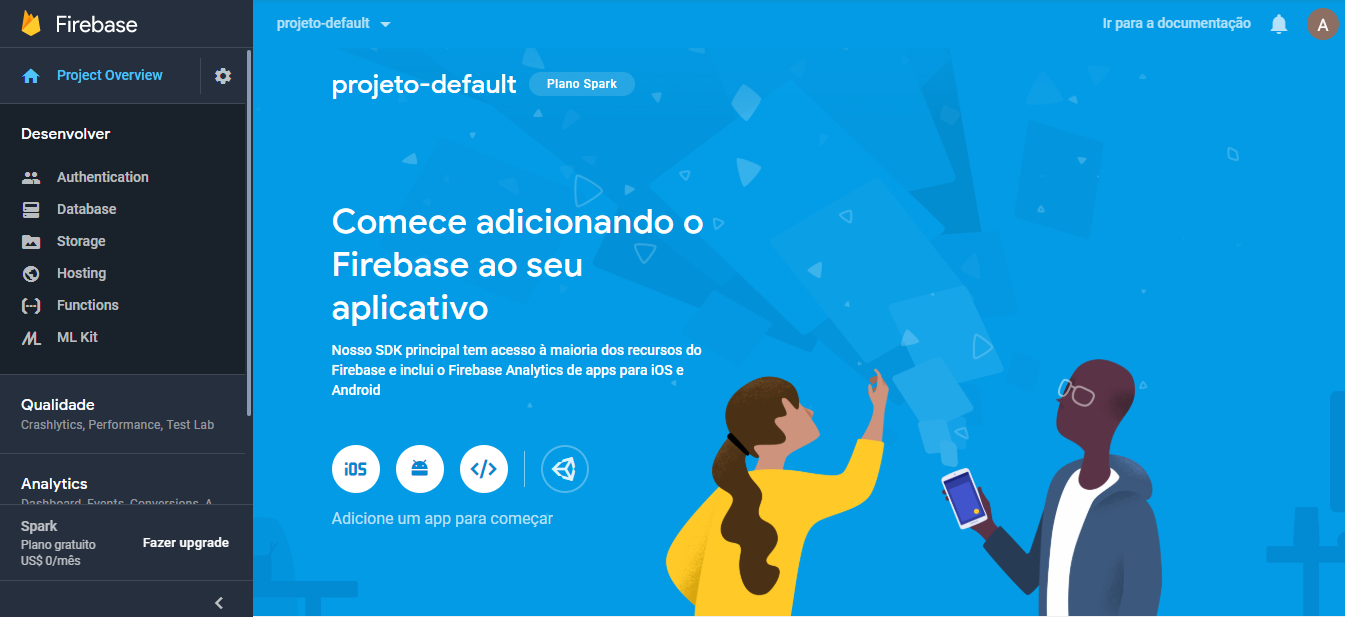 Firebase
projeto-default
Ir para a documentação
A
Project Overview
projeto-default
Plano Spark
Desenvolver
Authentication
Database
Storage
Hosting
Functions
ML Kit
Comece adicionando o
Firebase ao seu
aplicativo
Nosso SDK principal tem acesso à maioria dos recursos do
Firebase e inclui o Firebase Analytics de apps para iOS e
Android
iOS
Adicione um app para começar
Qualidade
Crashlytics, Performance, Test Lab
Analytics
Dashboard, Events, Conversions, A
Spark
Plano gratuito
US$ 0/mês
Fazer upgrade